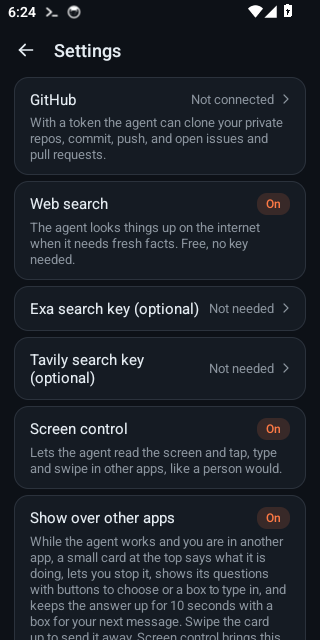 6:24
Settings
GitHub
Not connected
With a token the agent can clone your private
repos, commit, push, and open issues and
pull requests.
Web search
On
The agent looks things up on the internet
when it needs fresh facts. Free, no key
needed.
Exa search key (optional)
Not needed
Tavily search key
(optional)
Not needed
Screen control
On
Lets the agent read the screen and tap, type
and swipe in other apps, like a person would.
Show over other apps
On
While the agent works and you are in another
app, a small card at the top says what it is
doing, lets you stop it, shows its questions
with buttons to choose or a box to type in, and
keeps the answer up for 10 seconds with a
box for your next message. Swipe the card
up to send it away. Screen control brings this